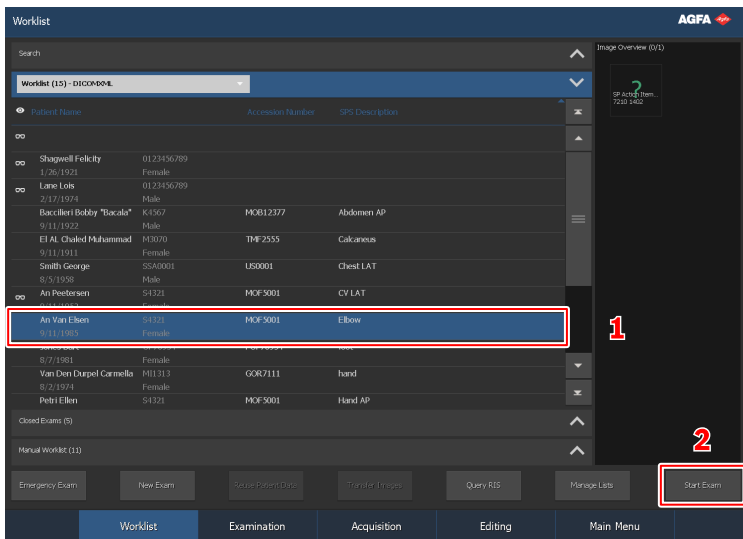 Worklist
AGFA
Search
Image Overview (0/1)
Worklist (15) - DICOMXML
SP Action Item...
7210 1402
Patient Name Accession Number SPS Description
Shagwell Felicity 0123456789
1/26/1921 Female
Lane Lois 0123456789
2/17/1974 Male
Baccilieri Bobby "Bacala" K4567 MOB12377 Abdomen AP
9/11/1922 Male
El AL Chaled Muhammad M3070 TMF2555 Calcaneus
9/11/1911 Female
Smith George SSA0001 US0001 Chest LAT
8/5/1958 Male
An Peetersen S4321 MOF5001 CV LAT
An Van Elsen S4321 MOF5001 Elbow
9/11/1985 Female
1
8/7/1981 Female
Van Den Durpel Carmella MI1313 GOR7111 hand
8/2/1974 Female
Petri Ellen S4321 MOF5001 Hand AP
Closed Exams (5)
Manual Worklist (11)
2
Emergency Exam New Exam Reuse Patient Data Transfer Images Query RIS Manage Lists Start Exam
Worklist Examination Acquisition Editing Main Menu